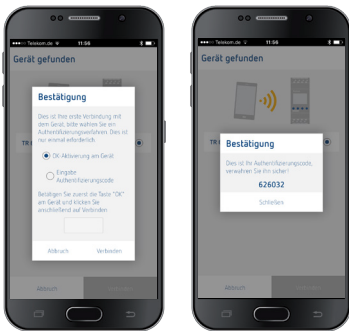 Telekom.de 11:56
Gerät gefunden
Bestätigung
Dies ist Ihre erste Verbindung mit
dem Gerät, bitte wählen Sie ein
Authentifizierungsverfahren. Dies ist
nur einmal erforderlich.
OK-Aktivierung am Gerät
Eingabe
Authentifizierungscode
Betätigen Sie zuerst die Taste "OK"
am Gerät und klicken Sie
anschließend auf Verbinden
Abbruch Verbinden
TR
Abbruch
Telekom.de 11:56
Gerät gefunden
TR
Bestätigung
Dies ist Ihr Authentifizierungscode,
verwahren Sie ihn sicher!
626032
Schließen
Abbruch